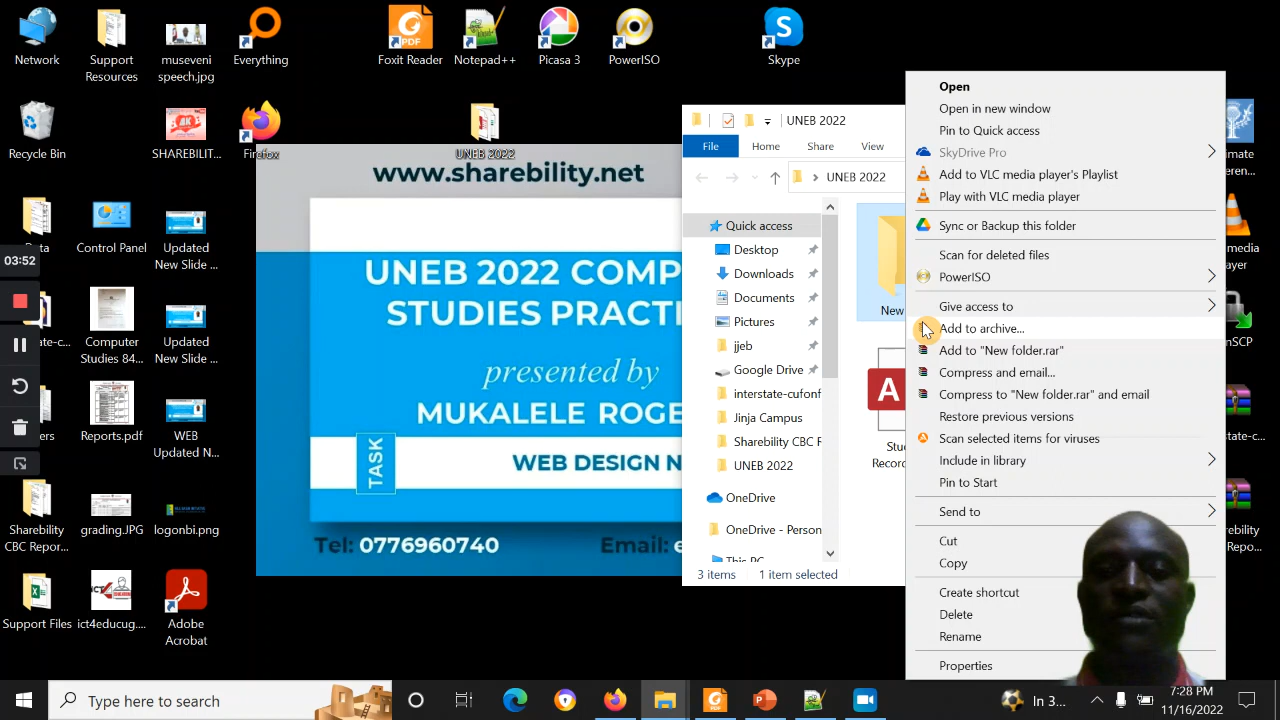 Network
Support
Resources
museveni
speech.jpg
Everything
Foxit Reader
Notepad++
Picasa 3
PowerISO
Skype
Recycle Bin
SHAREBILIT...
Firefox
UNEB 2022
Control Panel
Updated
New Slide ...
03:52
Computer
Studies 84...
Updated
New Slide ...
Reports.pdf
WEB
Updated N...
Sharebility
CBC Repor...
grading.JPG
logonbi.png
Support Files
ict4educug....
Adobe
Acrobat
www.sharebility.net
UNEB 2022 COMP
STUDIES PRACTI
presented by
MUKALELE ROGE
TASK
WEB DESIGN N
Tel: 0776960740
Email: e
UNEB 2022
File
Home
Share
View
UNEB 2022
Quick access
Desktop
Downloads
Documents
Pictures
jjeb
Google Drive
interstate-cufonf
Jinja Campus
Sharebility CBC R
UNEB 2022
OneDrive
OneDrive - Person
This PC
3 items
1 item selected
New
A
Stu
Recor
Open
Open in new window
Pin to Quick access
SkyDrive Pro
Add to VLC media player's Playlist
Play with VLC media player
Sync or Backup this folder
Scan for deleted files
PowerISO
Give access to
Add to archive...
Add to "New folder.rar"
Compress and email...
Compress to "New folder.rar" and email
Restore previous versions
Scan selected items for viruses
Include in library
Pin to Start
Send to
Cut
Copy
Create shortcut
Delete
Rename
Properties
imate
eren...
media
ayer
nSCP
tate-c...
ebility
Repo...
Type here to search
In 3...
7:28 PM
11/16/2022